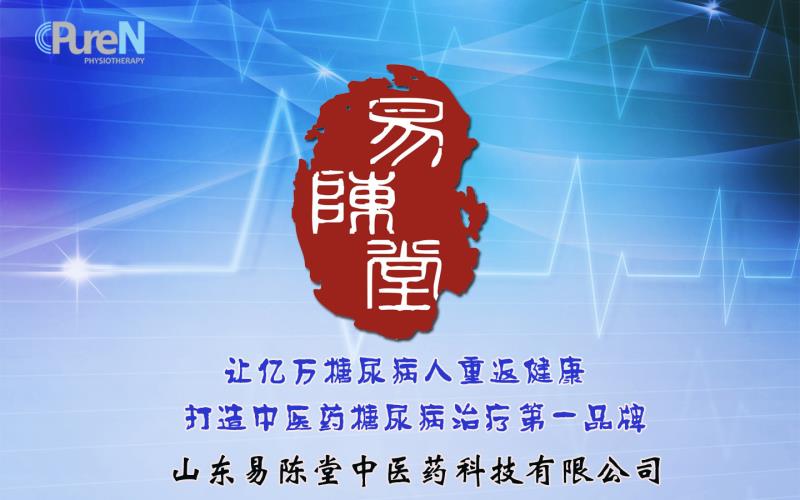 PureN
PHYSIOTHERAPY
易
陳
堂
让亿万糖尿病人重返健康
打造中医药糖尿病治疗第一品牌
山东易陈堂中医药科技有限公司